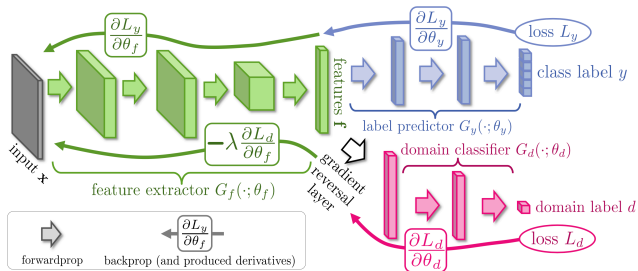 ∂L_y/∂θ_f
∂L_y/∂θ_y
loss L_y
input x
features f
class label y
label predictor G_y(·;θ_y)
−λ ∂L_d/∂θ_f
feature extractor G_f(·;θ_f)
gradient
reversal
layer
domain classifier G_d(·;θ_d)
domain label d
∂L_d/∂θ_d
loss L_d
forwardprop
∂L_y/∂θ_f
backprop (and produced derivatives)